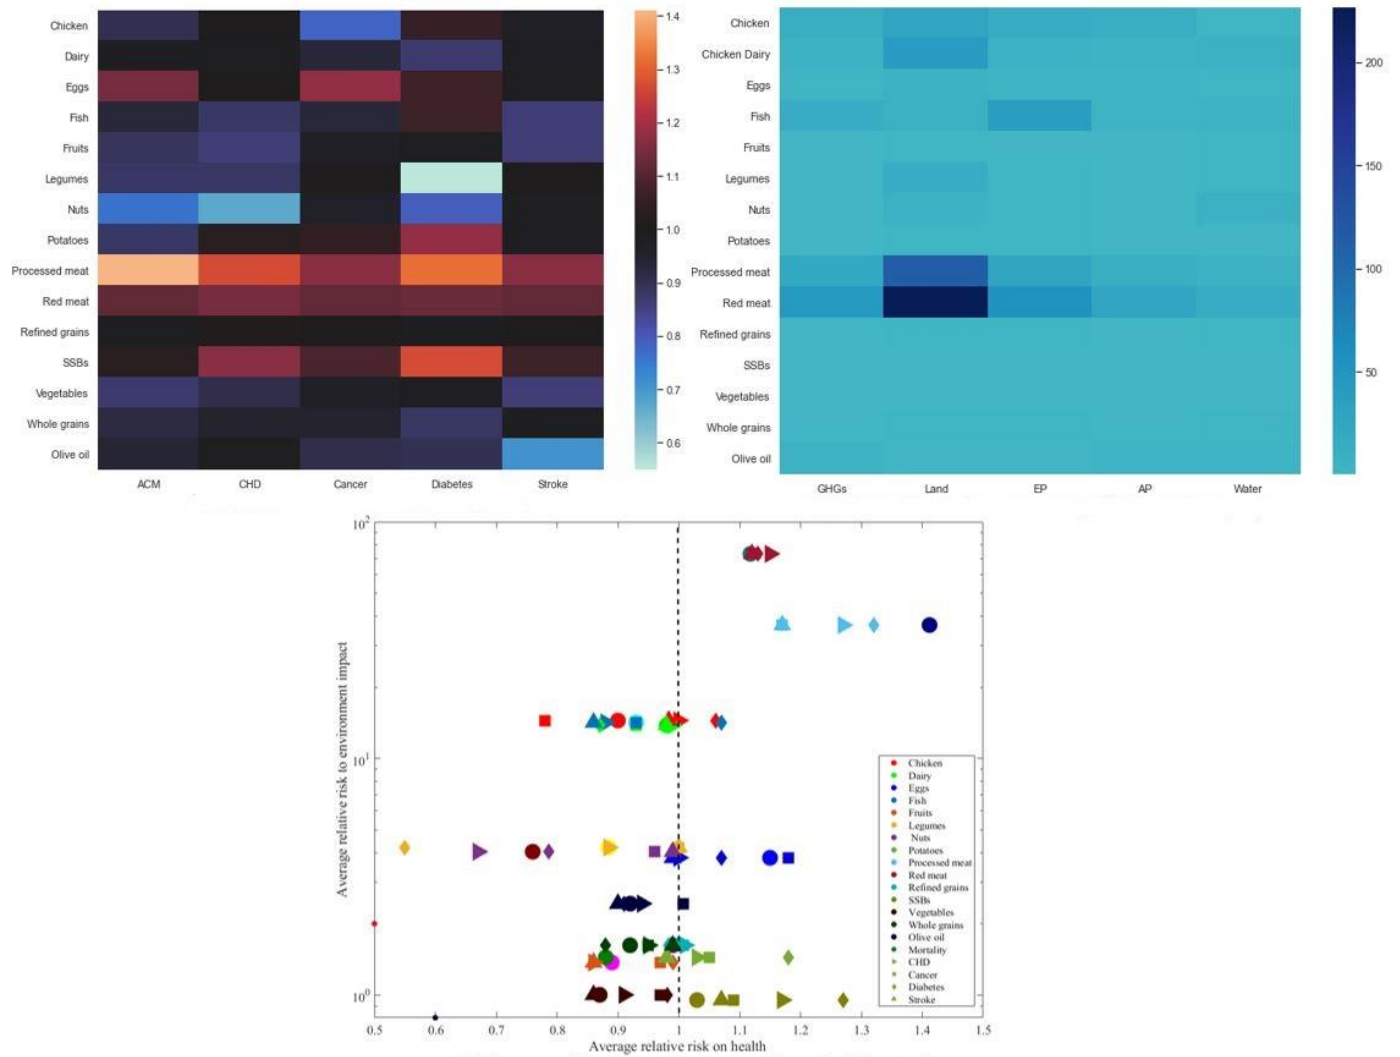 Chicken
Dairy
Eggs
Fish
Fruits
Legumes
Nuts
Potatoes
Processed meat
Red meat
Refined grains
SSBs
Vegetables
Whole grains
Olive oil
ACM CHD Cancer Diabetes Stroke
1.4
1.3
1.2
1.1
1.0
0.9
0.8
0.7
0.6
Chicken
Chicken Dairy
Eggs
Fish
Fruits
Legumes
Nuts
Potatoes
Processed meat
Red meat
Refined grains
SSBs
Vegetables
Whole grains
Olive oil
GHGs Land EP AP Water
200
150
100
50
Average relative risk to environment impact
10²
10¹
10⁰
0.5 0.6 0.7 0.8 0.9 1 1.1 1.2 1.3 1.4 1.5
Average relative risk on health
Chicken
Dairy
Eggs
Fish
Fruits
Legumes
Nuts
Potatoes
Processed meat
Red meat
Refined grains
SSBs
Vegetables
Whole grains
Olive oil
Mortality
CHD
Cancer
Diabetes
Stroke